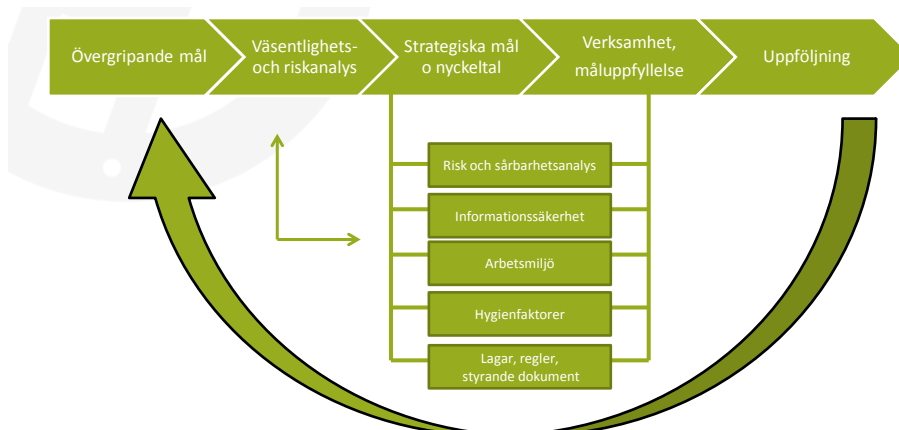 Övergripande mål
Väsentlighets-
och riskanalys
Strategiska mål
o nyckeltal
Verksamhet,
måluppfyllelse
Uppföljning
Risk och sårbarhetsanalys
Informationssäkerhet
Arbetsmiljö
Hygienfaktorer
Lagar, regler,
styrande dokument